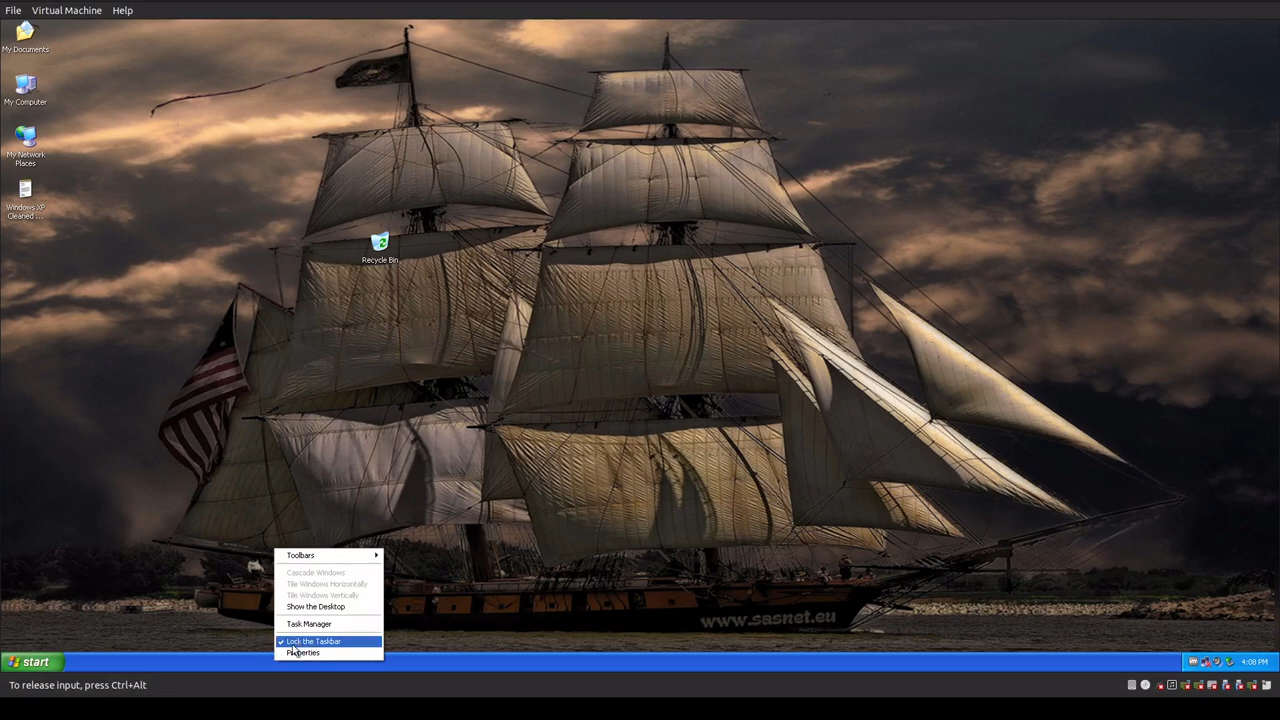 File Virtual Machine Help
My Documents
My Computer
My Network
Places
Windows XP
Cleaned ...
Recycle Bin
Toolbars
Cascade Windows
Tile Windows Horizontally
Tile Windows Vertically
Show the Desktop
Task Manager
Lock the Taskbar
Properties
www.sasnet.eu
start
4:08 PM
To release input, press Ctrl+Alt